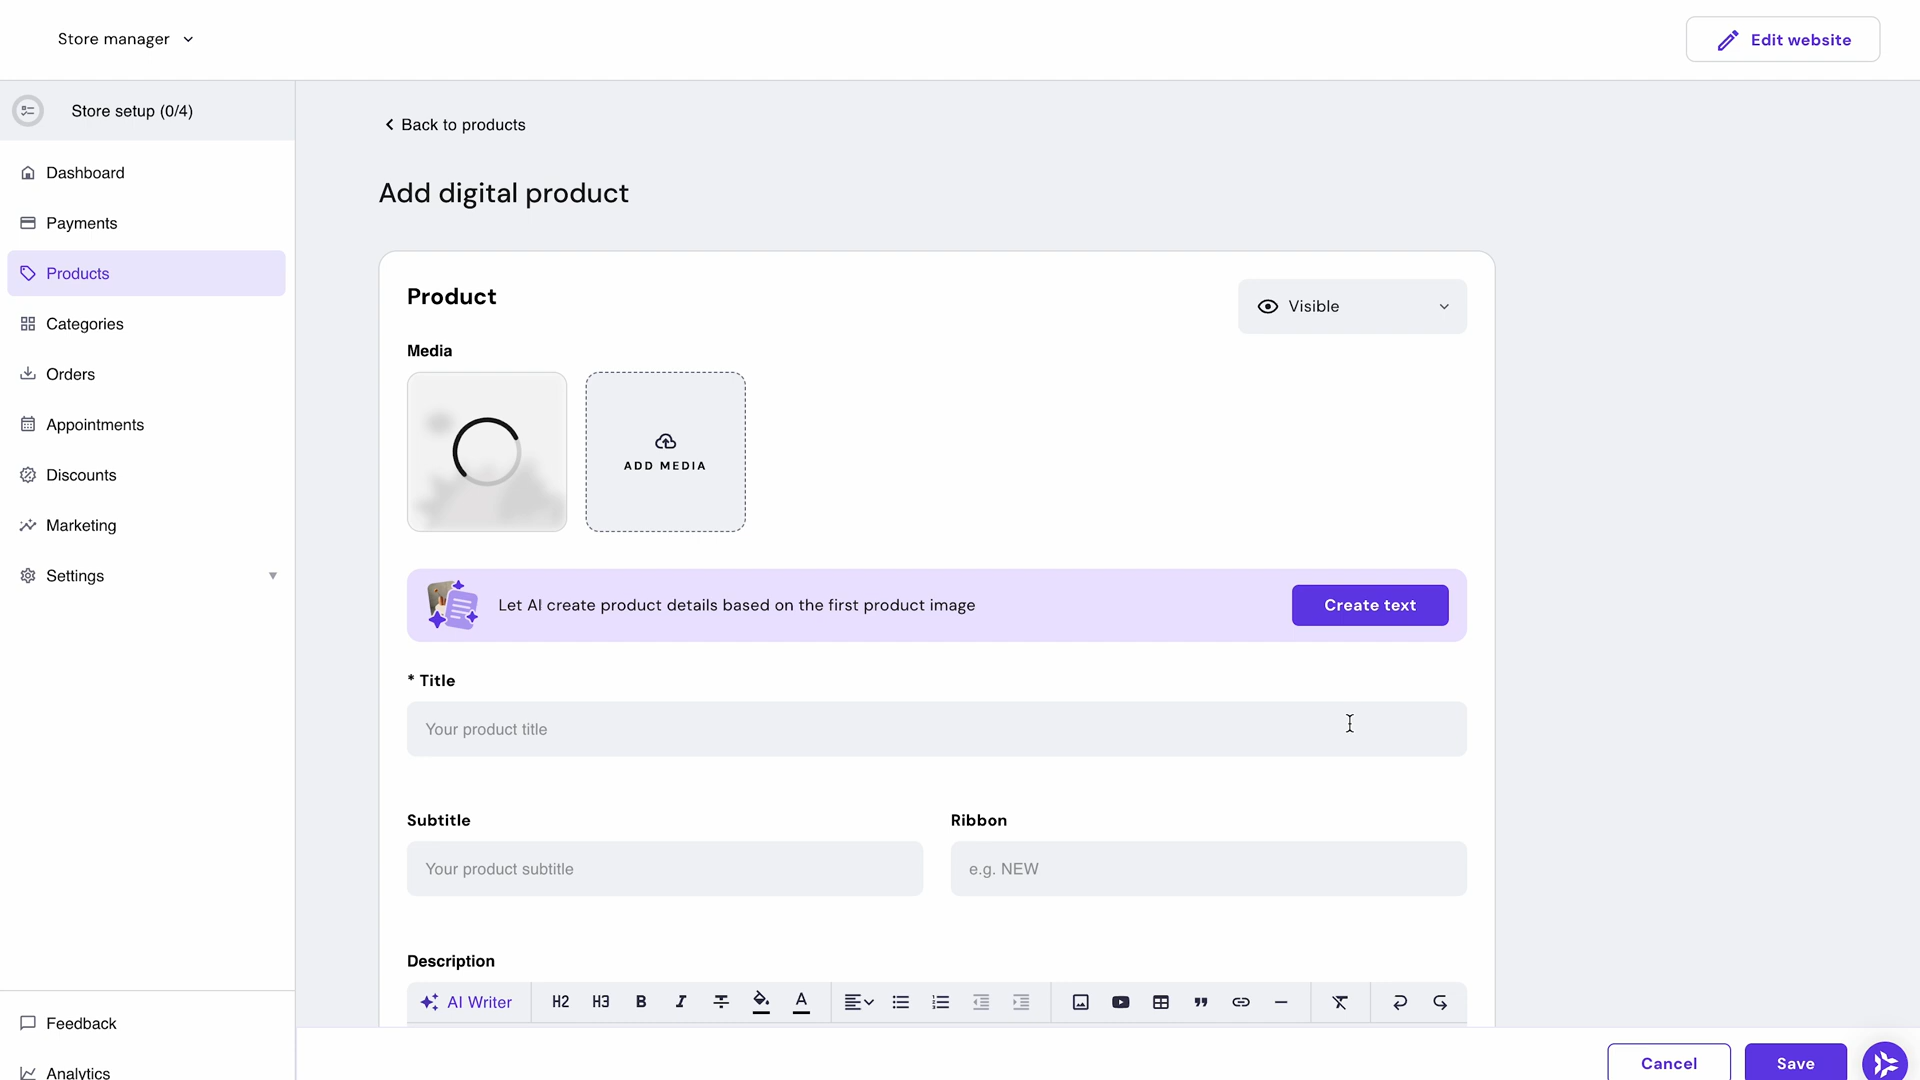 Store manager
Edit website
Store setup (0/4)
Back to products
Dashboard
Add digital product
Payments
Products
Product
Visible
Categories
Media
Orders
Appointments
ADD MEDIA
Discounts
Marketing
Settings
Let AI create product details based on the first product image
Create text
* Title
Your product title
Subtitle
Ribbon
Your product subtitle
e.g. NEW
Description
AI Writer
H2
H3
B
I
A
Feedback
Cancel
Save
Analytics